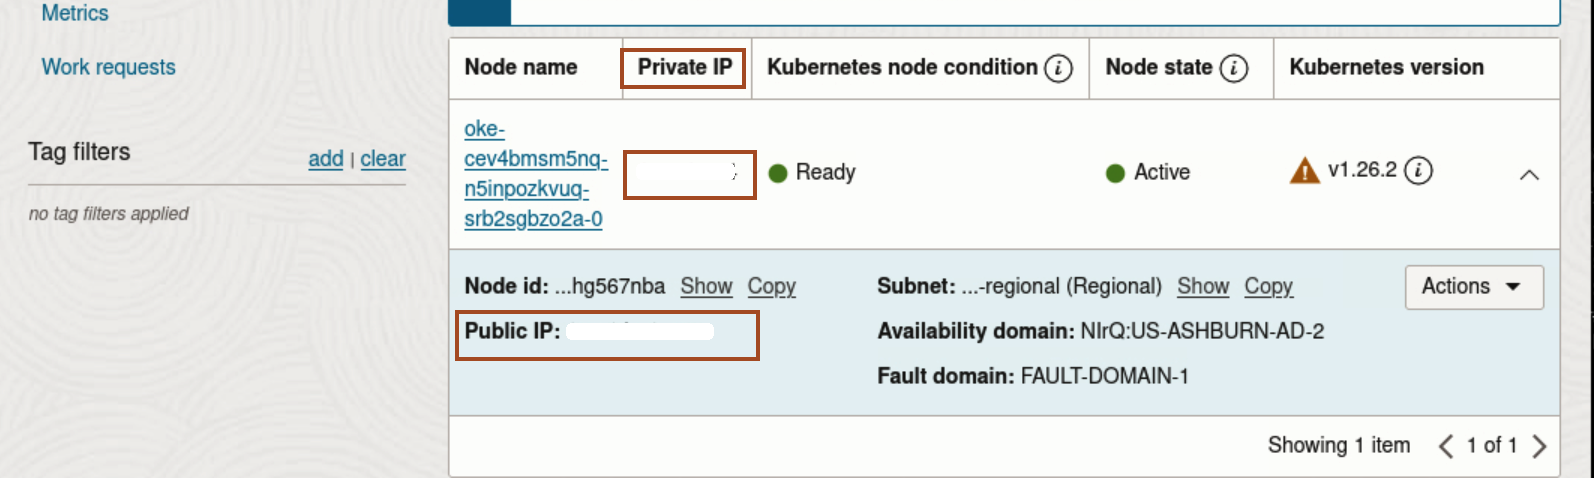 Metrics
Work requests
Tag filters add | clear
no tag filters applied
Node name Private IP Kubernetes node condition i Node state i Kubernetes version
oke-
cev4bmsm5nq-
n5inpozkvuq-
srb2sgbzo2a-0
Ready Active v1.26.2 i
Node id: ...hg567nba Show Copy Subnet: ...-regional (Regional) Show Copy Actions
Public IP: Availability domain: NIrQ:US-ASHBURN-AD-2
Fault domain: FAULT-DOMAIN-1
Showing 1 item < 1 of 1 >